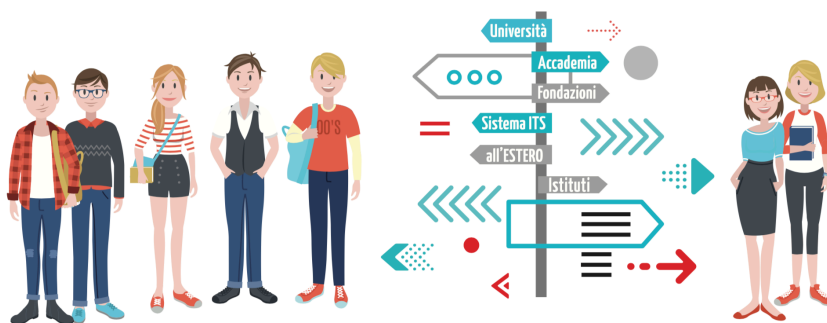 Università
Accademia
Fondazioni
Sistema ITS
all'ESTERO
Istituti
00'S